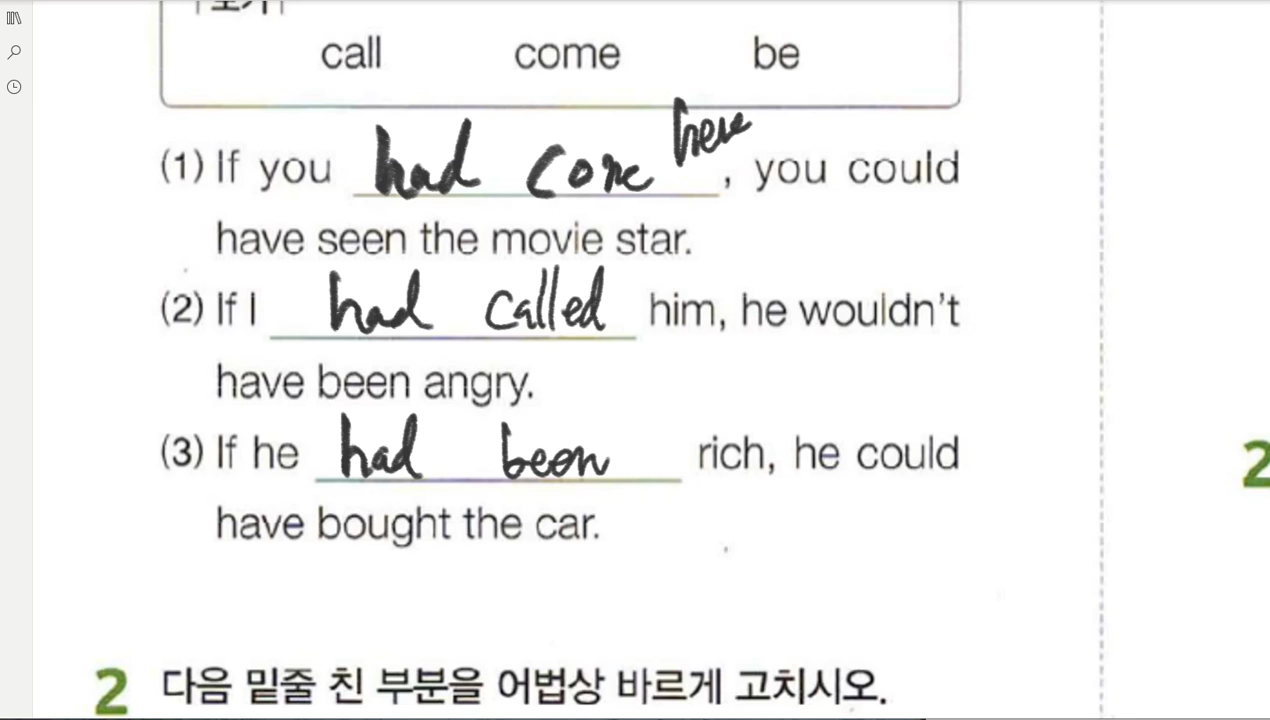 call come be
(1) If you had come here, you could
have seen the movie star.
(2) If I had called him, he wouldn't
have been angry.
(3) If he had been rich, he could
have bought the car.
2
2 다음 밑줄 친 부분을 어법상 바르게 고치시오.